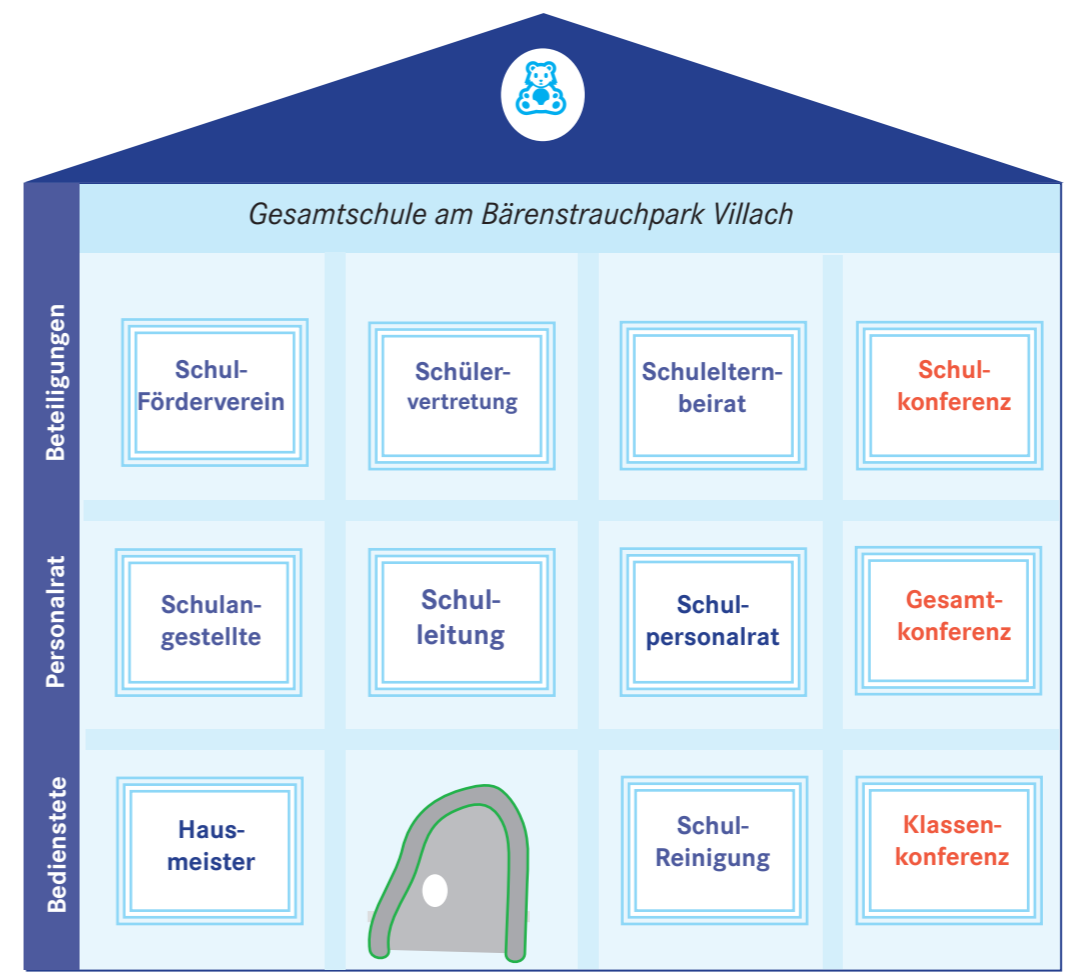 Gesamtschule am Bärenstrauchpark Villach
Beteiligungen
Schul-
Förderverein
Schüler-
vertretung
Schuleltern-
beirat
Schul-
konferenz
Personalrat
Schulan-
gestellte
Schul-
leitung
Schul-
personalrat
Gesamt-
konferenz
Bedienstete
Haus-
meister
Schul-
Reinigung
Klassen-
konferenz